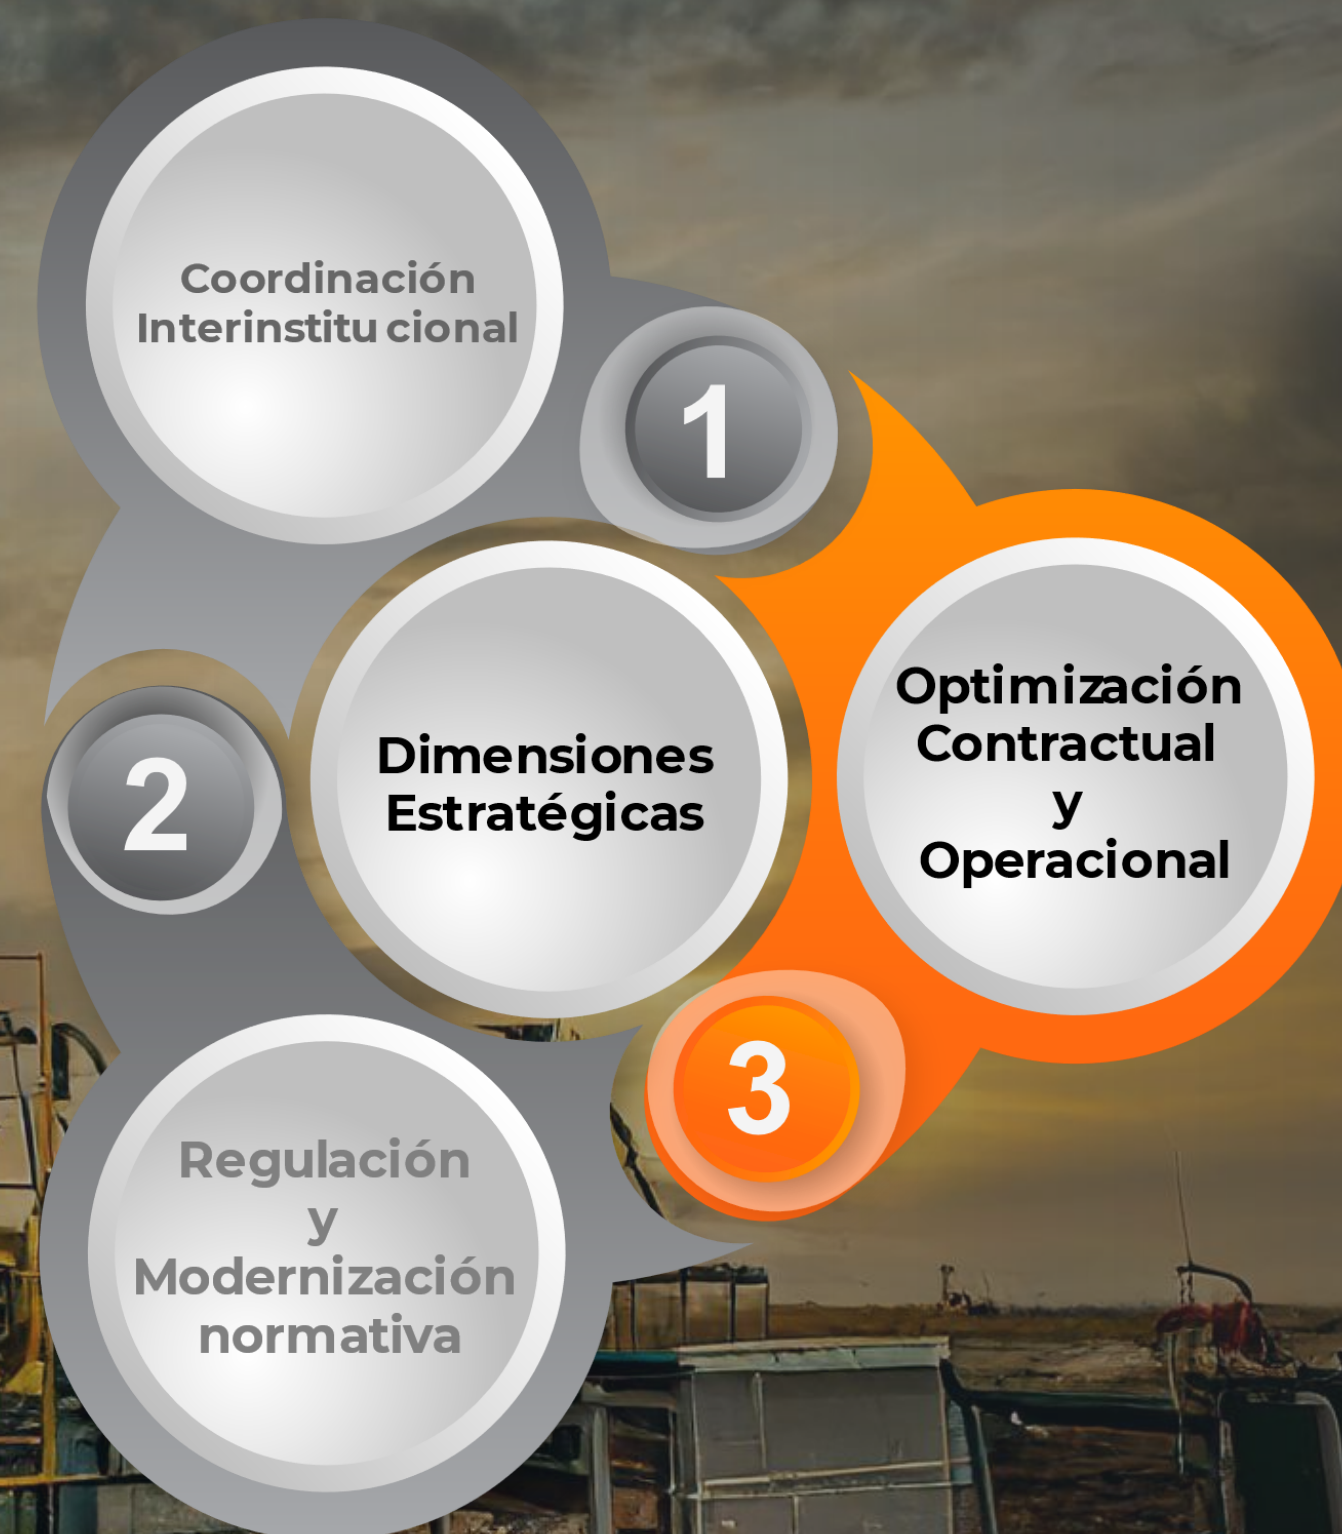 Coordinación
Interinstitu cional
1
Optimización
Contractual
y
Operacional
Dimensiones
Estratégicas
2
3
Regulación
y
Modernización
normativa